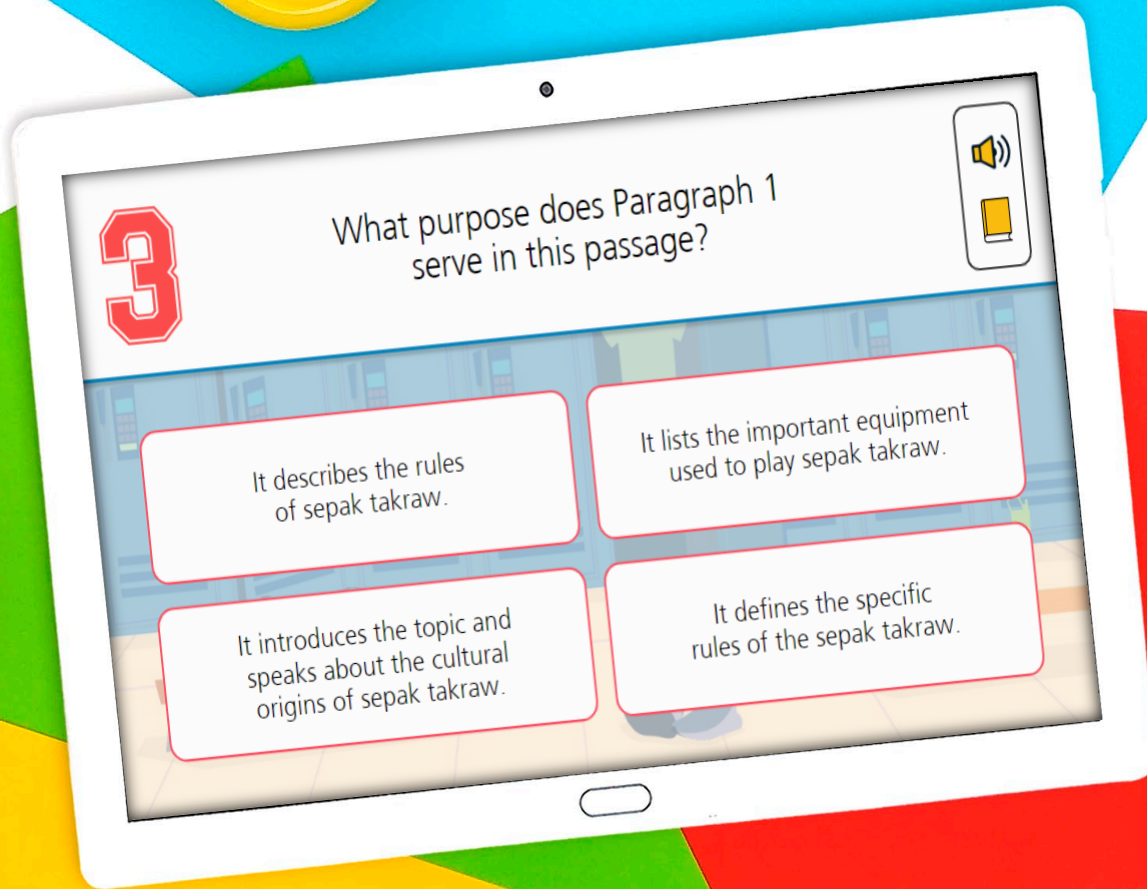 3
What purpose does Paragraph 1
serve in this passage?
It describes the rules
of sepak takraw.
It lists the important equipment
used to play sepak takraw.
It introduces the topic and
speaks about the cultural
origins of sepak takraw.
It defines the specific
rules of the sepak takraw.